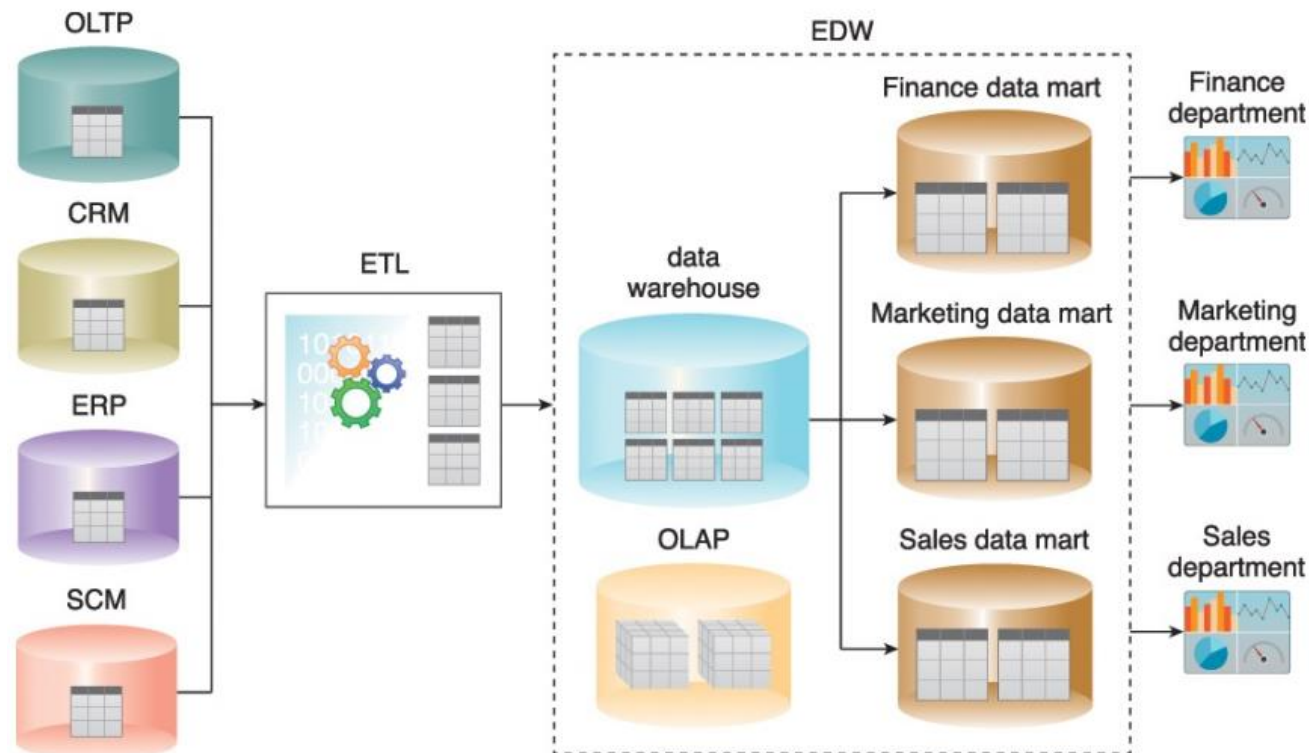 OLTP
CRM
ERP
SCM
ETL
EDW
data
warehouse
OLAP
Finance data mart
Marketing data mart
Sales data mart
Finance
department
Marketing
department
Sales
department